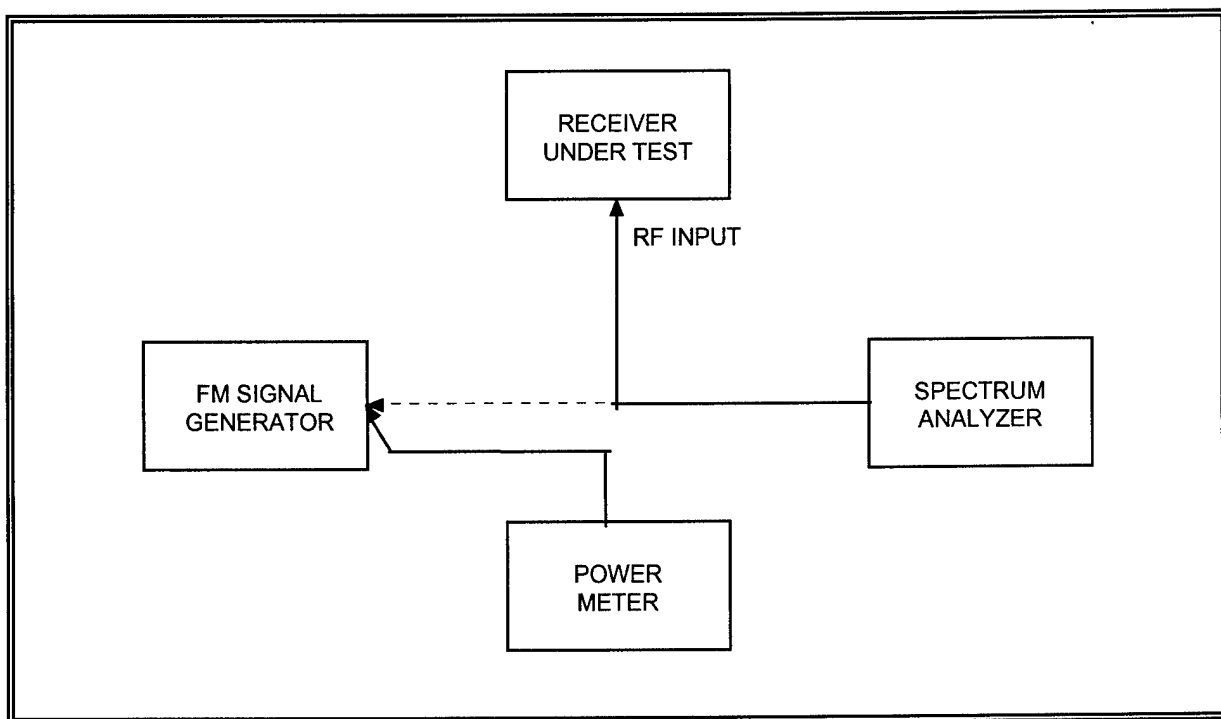 RECEIVER
UNDER TEST
RF INPUT
FM SIGNAL
GENERATOR
SPECTRUM
ANALYZER
POWER
METER